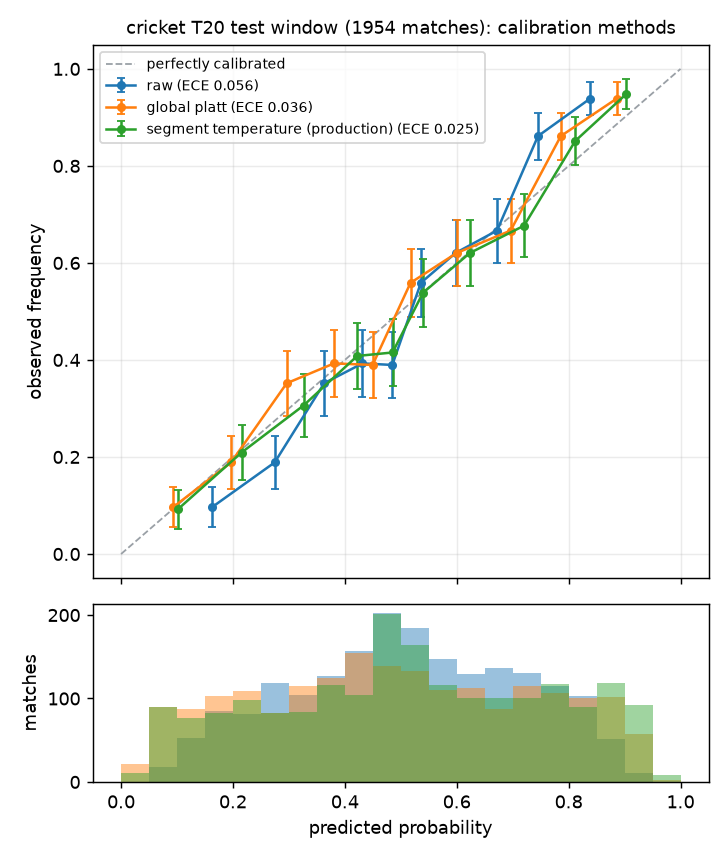 cricket T20 test window (1954 matches): calibration methods
perfectly calibrated
raw (ECE 0.056)
global platt (ECE 0.036)
segment temperature (production) (ECE 0.025)
1.0
0.8
0.6
0.4
0.2
0.0
observed frequency
200
100
0
matches
0.0 0.2 0.4 0.6 0.8 1.0
predicted probability